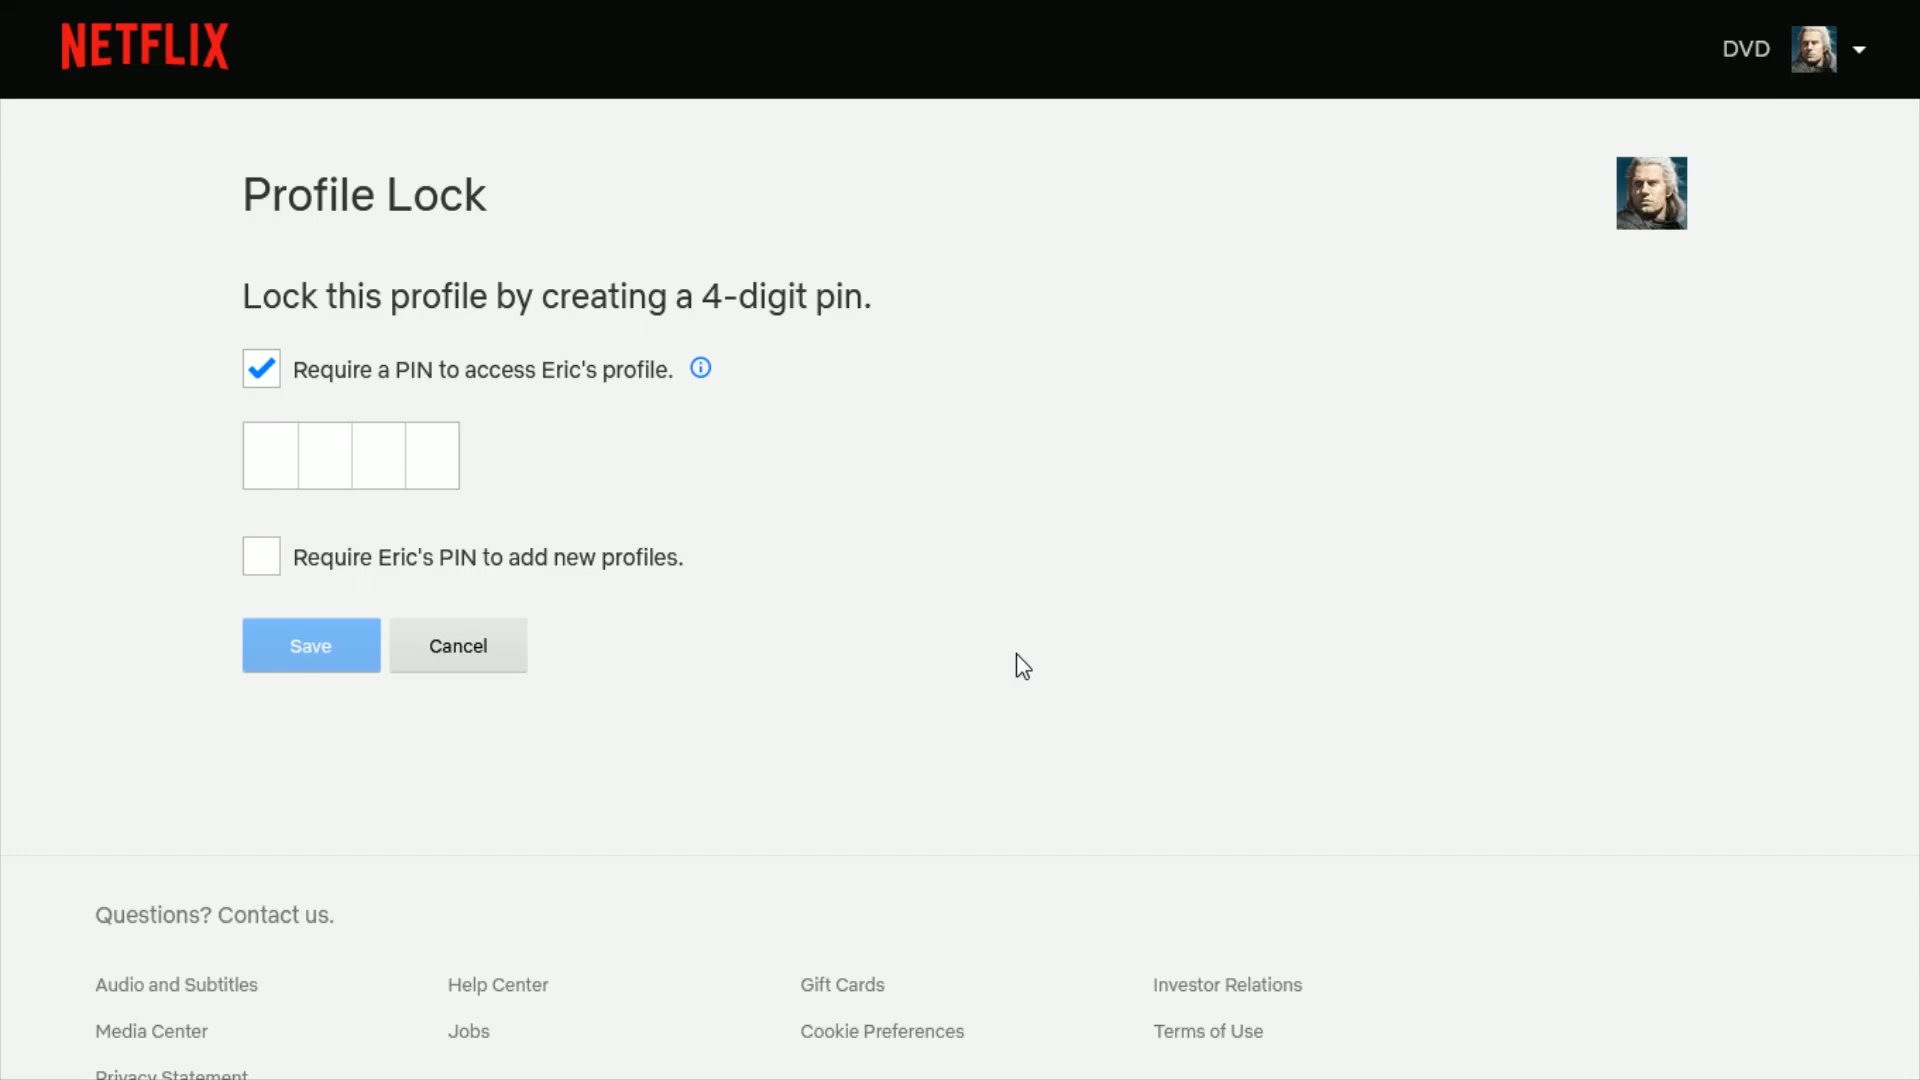 NETFLIX
DVD
Profile Lock
Lock this profile by creating a 4-digit pin.
Require a PIN to access Eric's profile.
Require Eric's PIN to add new profiles.
Save
Cancel
Questions? Contact us.
Audio and Subtitles
Help Center
Gift Cards
Investor Relations
Media Center
Jobs
Cookie Preferences
Terms of Use
Privacy Statement